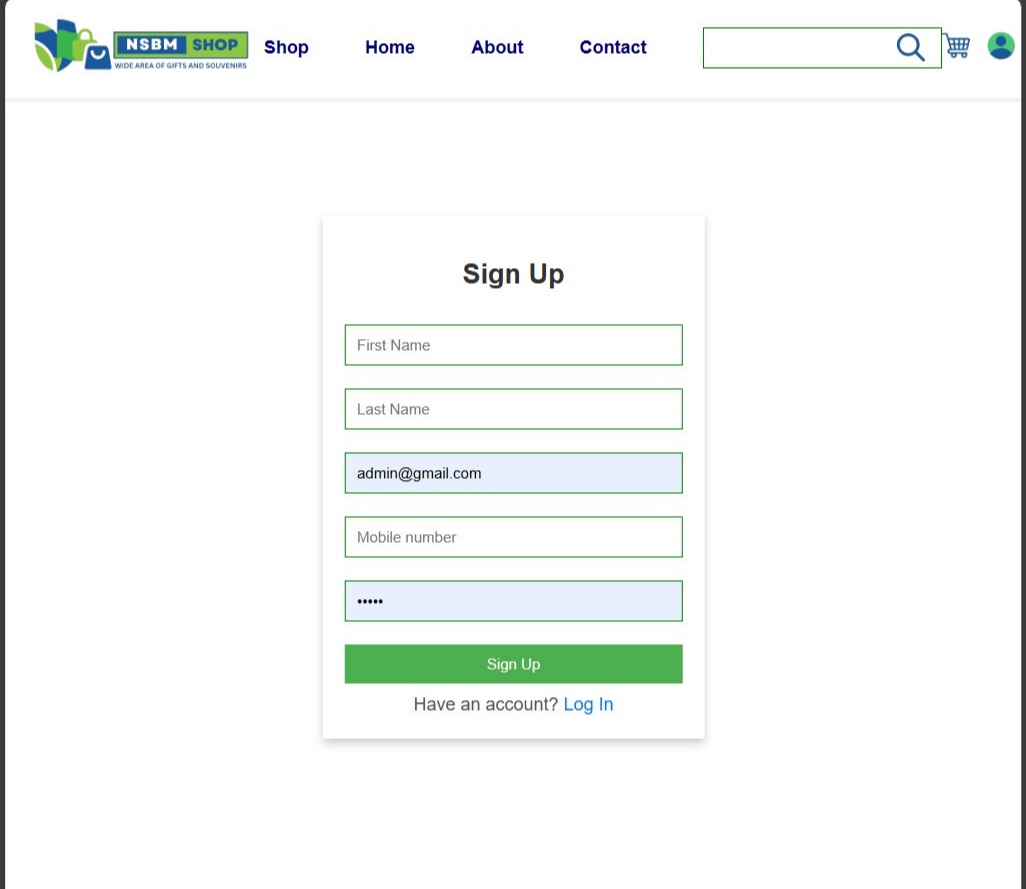 NSBM SHOP
WIDE AREA OF GIFTS AND SOUVENIRS
Shop Home About Contact
Sign Up
First Name
Last Name
admin@gmail.com
Mobile number
•••••
Sign Up
Have an account? Log In